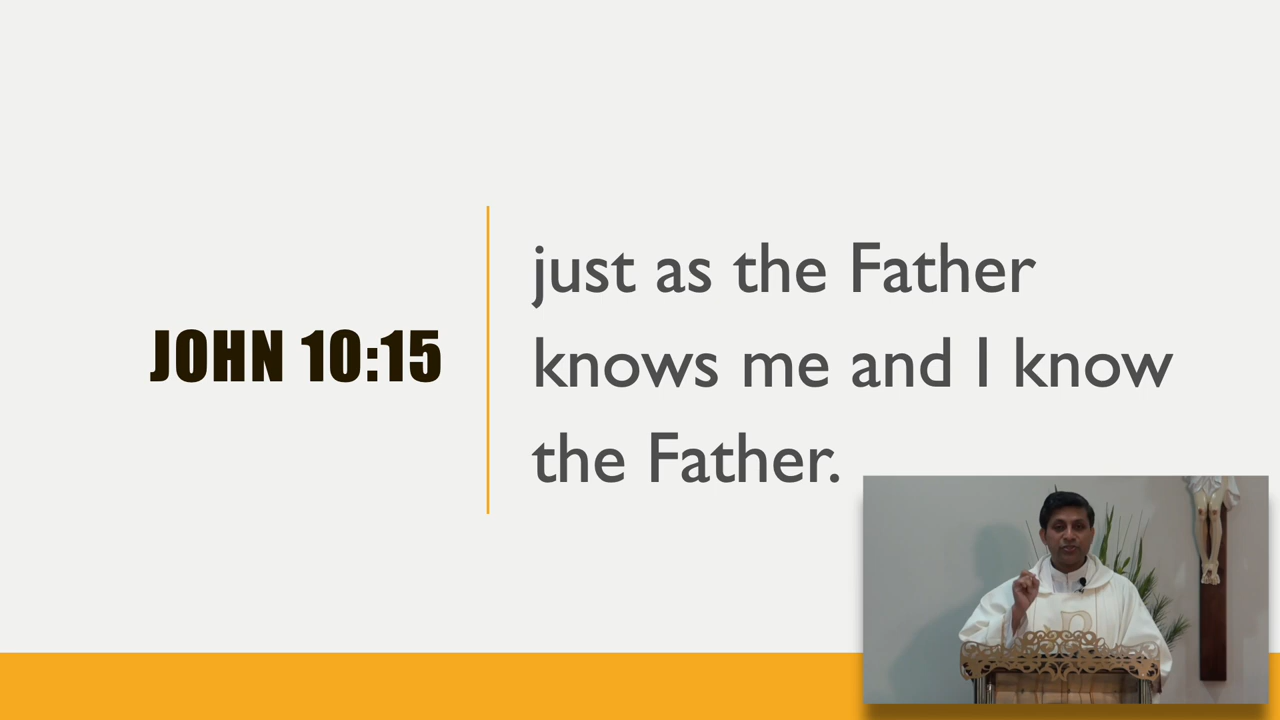 JOHN 10:15
just as the Father
knows me and I know
the Father.